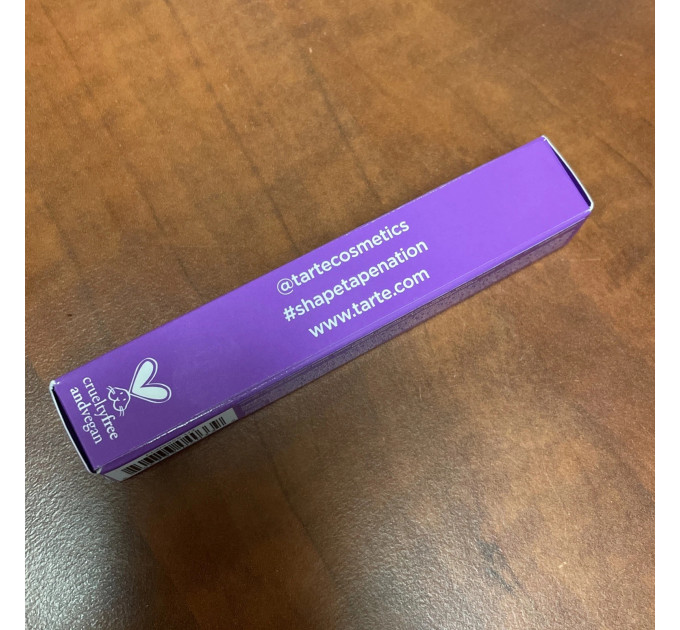 @tartecosmetics
#shapetapenation
www.tarte.com
crueltyfree
andvegan